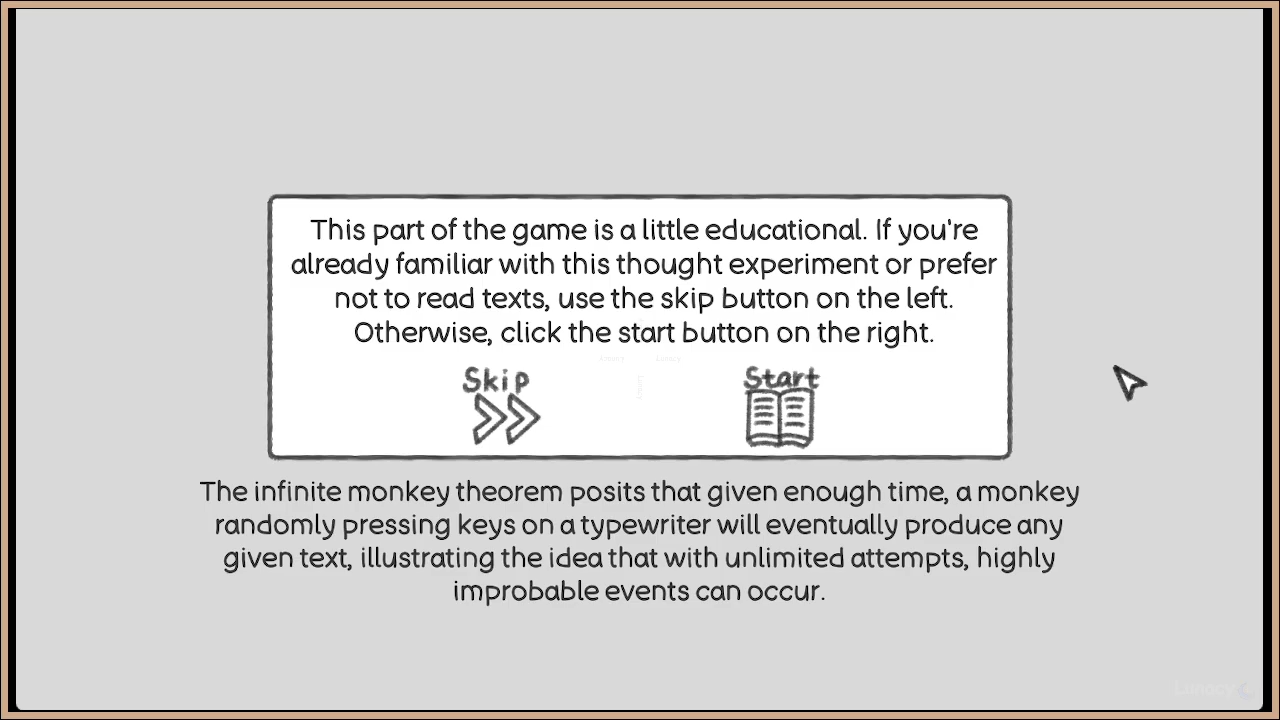 This part of the game is a little educational. If you're
already familiar with this thought experiment or prefer
not to read texts, use the skip button on the left.
Otherwise, click the start button on the right.
Skip
Start
The infinite monkey theorem posits that given enough time, a monkey
randomly pressing keys on a typewriter will eventually produce any
given text, illustrating the idea that with unlimited attempts, highly
improbable events can occur.
Lunacy